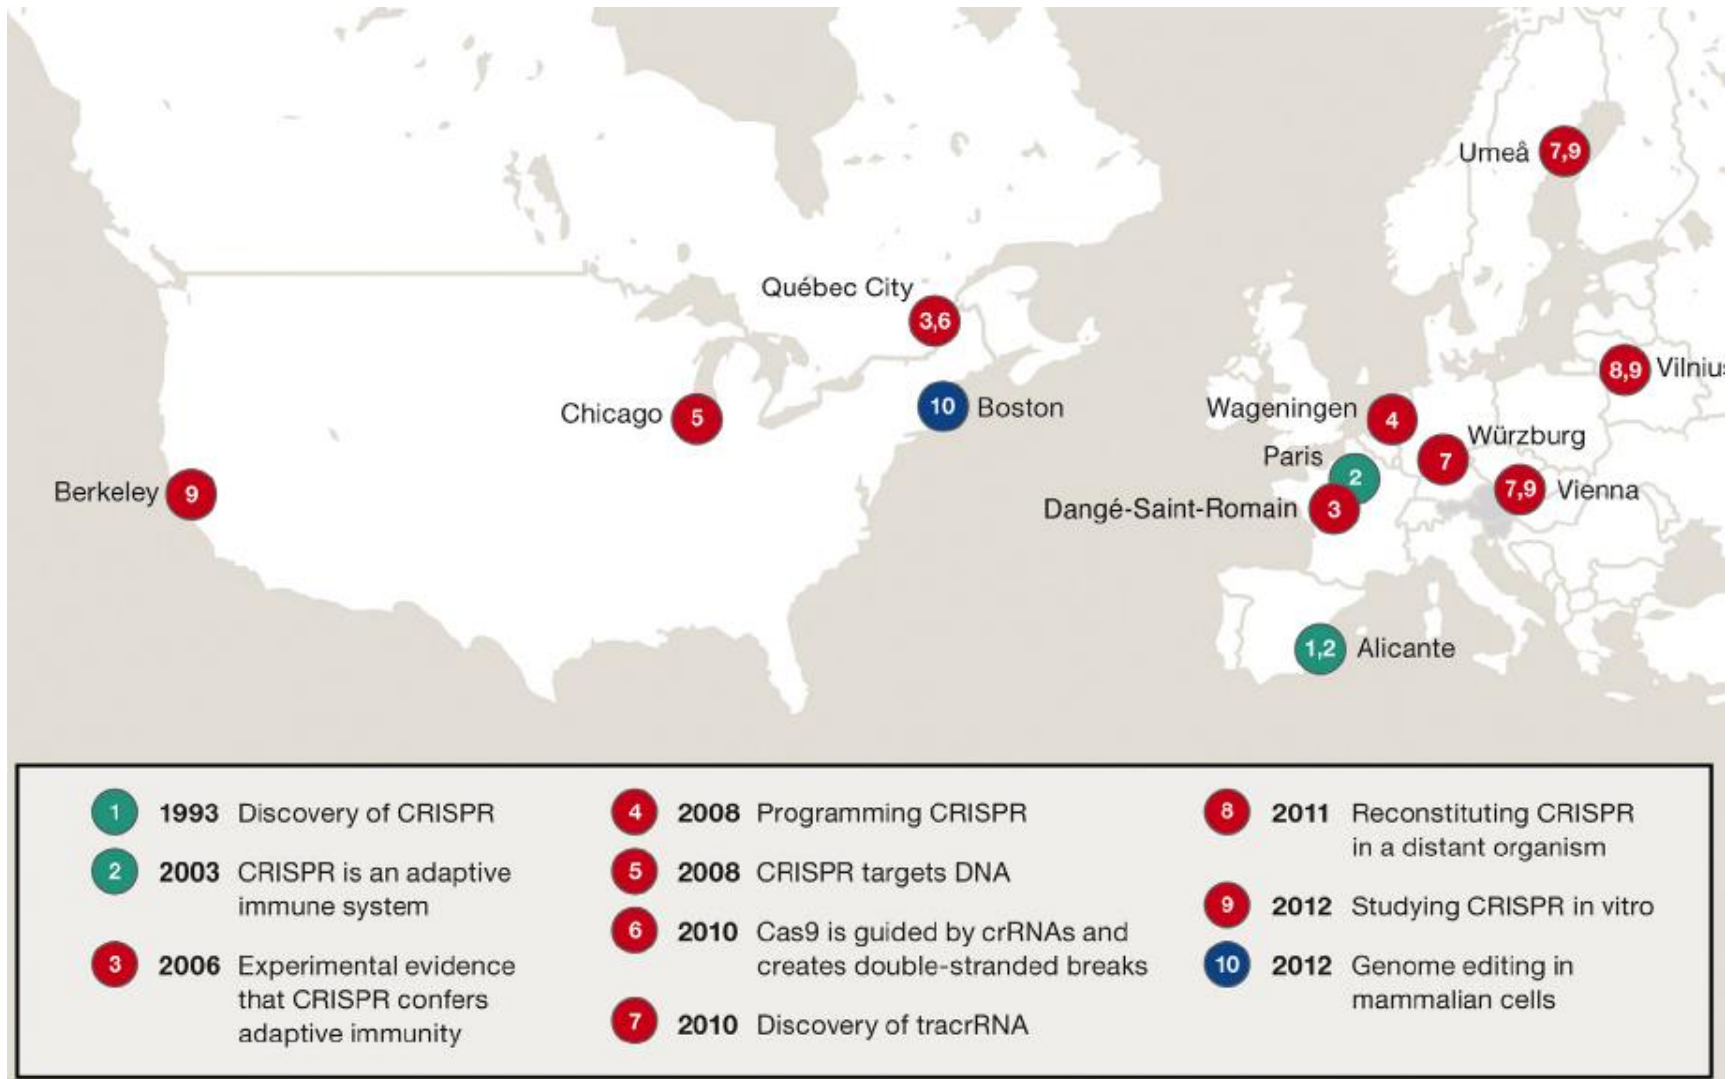 Umeå 7,9
Québec City
3,6
8,9 Vilniu
Chicago 5
10 Boston
Wageningen 4
Würzburg
Paris 2
7
Berkeley 9
7,9 Vienna
Dangé-Saint-Romain 3
1,2 Alicante
1 1993 Discovery of CRISPR
2 2003 CRISPR is an adaptive
immune system
3 2006 Experimental evidence
that CRISPR confers
adaptive immunity
4 2008 Programming CRISPR
5 2008 CRISPR targets DNA
6 2010 Cas9 is guided by crRNAs and
creates double-stranded breaks
7 2010 Discovery of tracrRNA
8 2011 Reconstituting CRISPR
in a distant organism
9 2012 Studying CRISPR in vitro
10 2012 Genome editing in
mammalian cells